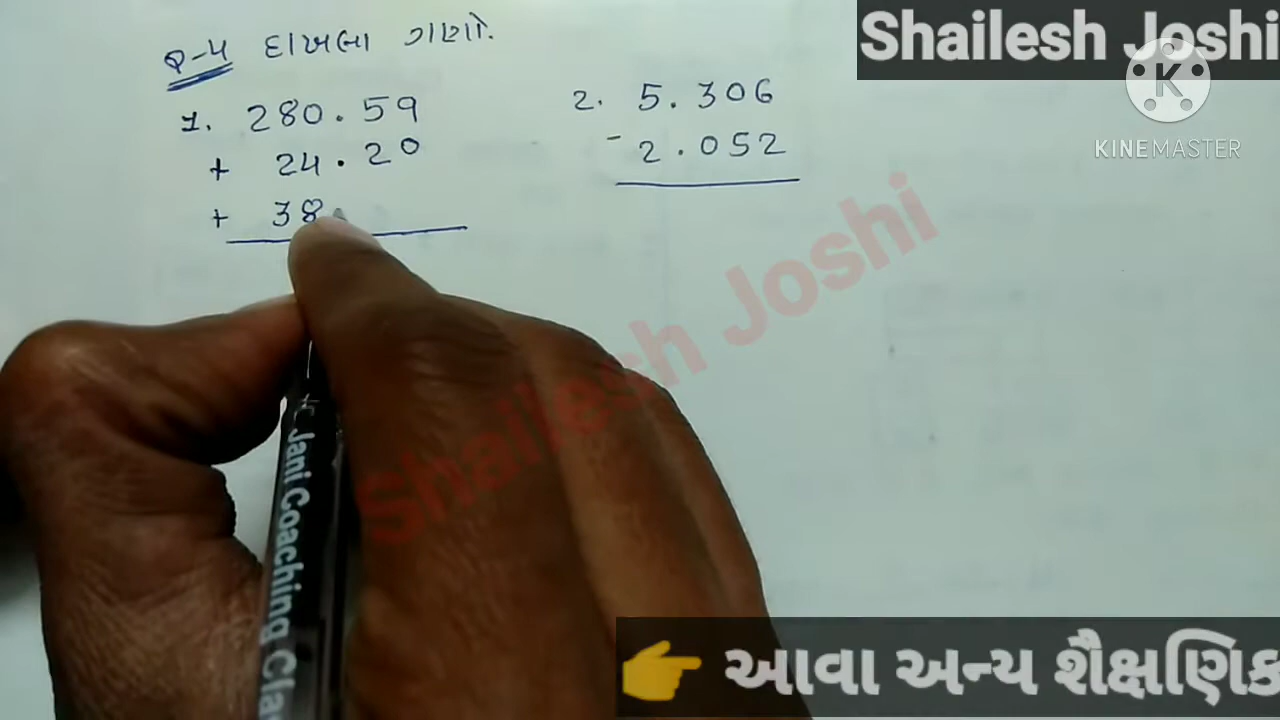 Shailesh Joshi
Q-4 દાખલા ગણો.
1. 280.59
+ 24.20
+ 38.
2. 5.306
- 2.052
K
KINEMASTER
Shailesh Joshi
Jani Coaching Cla
👉 આવા અન્ય શૈક્ષણિક